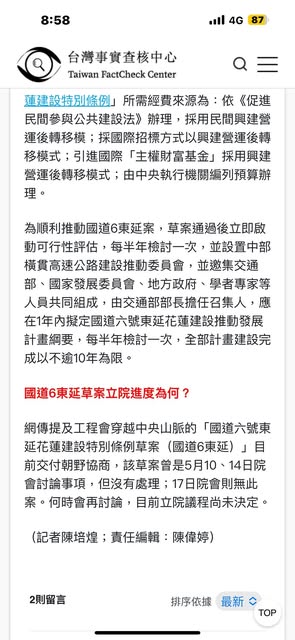 8:58
4G
87
台灣事實查核中心
Taiwan FactCheck Center
蓮建設特別條例」所需經費來源為：依《促進
民間參與公共建設法》辦理，採用民間興建營
運後轉移模；採國際招標方式以興建營運後轉
移模式；引進國際「主權財富基金」採用興建
營運後轉移模式；由中央執行機關編列預算辦
理。
為順利推動國道6東延案，草案通過後立即啟
動可行性評估，每半年檢討一次，並設置中部
橫貫高速公路建設推動委員會，並邀集交通
部、國家發展委員會、地方政府、學者專家等
人員共同組成，由交通部部長擔任召集人，應
在1年內擬定國道六號東延花蓮建設推動發展
計畫綱要，每半年檢討一次，全部計畫建設完
成以不逾10年為限。
國道6東延草案立院進度為何？
網傳提及工程會穿越中央山脈的「國道六號東
延花蓮建設特別條例草案（國道6東延）」目
前交付朝野協商，該草案曾是5月10、14日院
會討論事項，但沒有處理；17日院會則無此
案。何時會再討論，目前立院議程尚未決定。
（記者陳培煌；責任編輯：陳偉婷）
2則留言
排序依據
最新
TOP